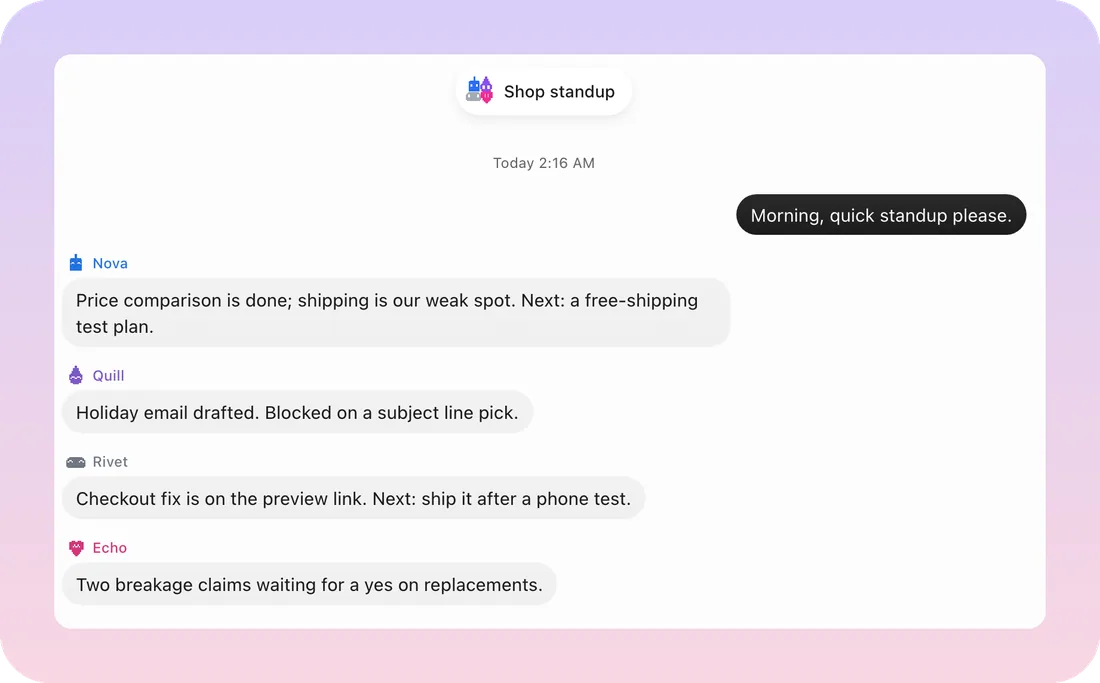 Shop standup
Today 2:16 AM
Morning, quick standup please.
Nova
Price comparison is done; shipping is our weak spot. Next: a free-shipping
test plan.
Quill
Holiday email drafted. Blocked on a subject line pick.
Rivet
Checkout fix is on the preview link. Next: ship it after a phone test.
Echo
Two breakage claims waiting for a yes on replacements.